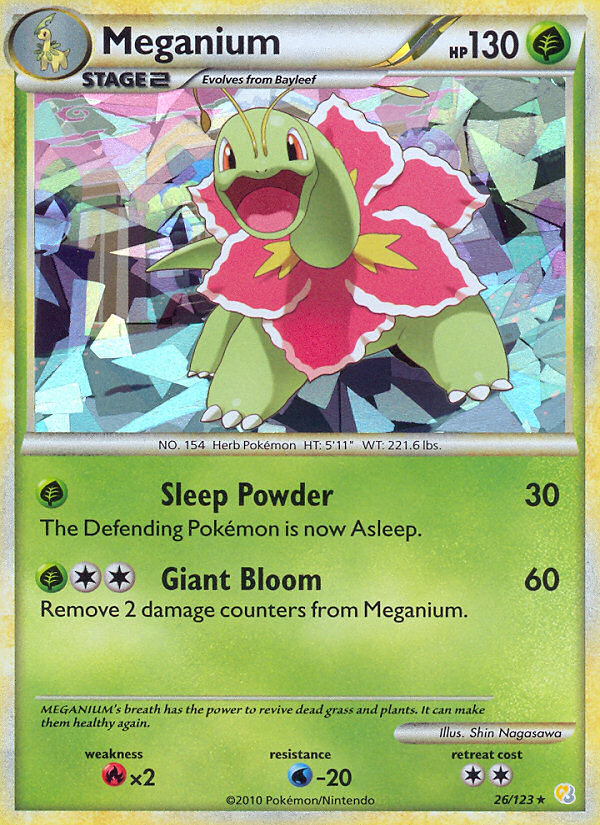 Meganium
HP130
STAGE 2
Evolves from Bayleef
NO. 154 Herb Pokémon HT: 5'11" WT: 221.6 lbs.
Sleep Powder 30
The Defending Pokémon is now Asleep.
Giant Bloom 60
Remove 2 damage counters from Meganium.
MEGANIUM's breath has the power to revive dead grass and plants. It can make
them healthy again.
Illus. Shin Nagasawa
weakness resistance retreat cost
×2 -20
©2010 Pokémon/Nintendo 26/123 ★